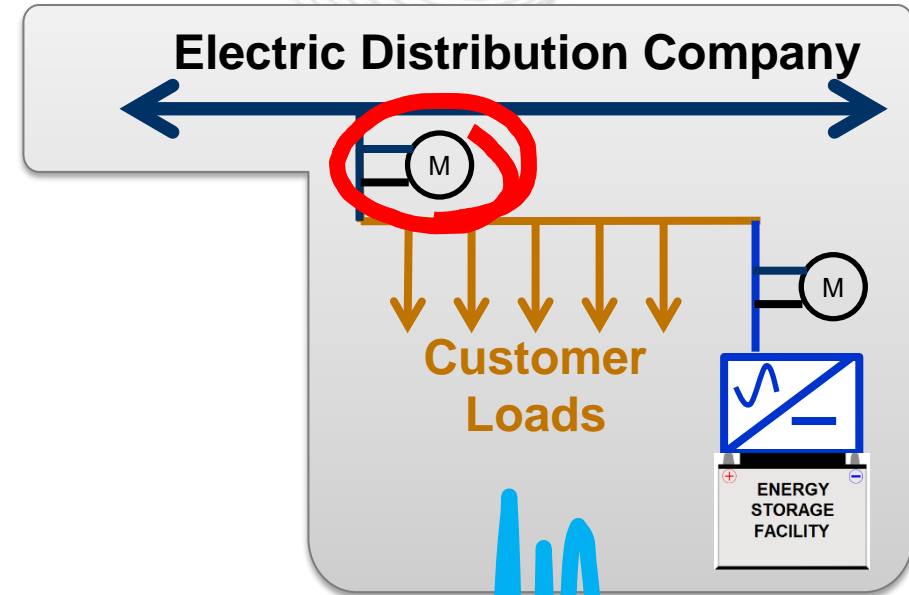 Electric Distribution Company
M
M
Customer
Loads
+
−
ENERGY
STORAGE
FACILITY